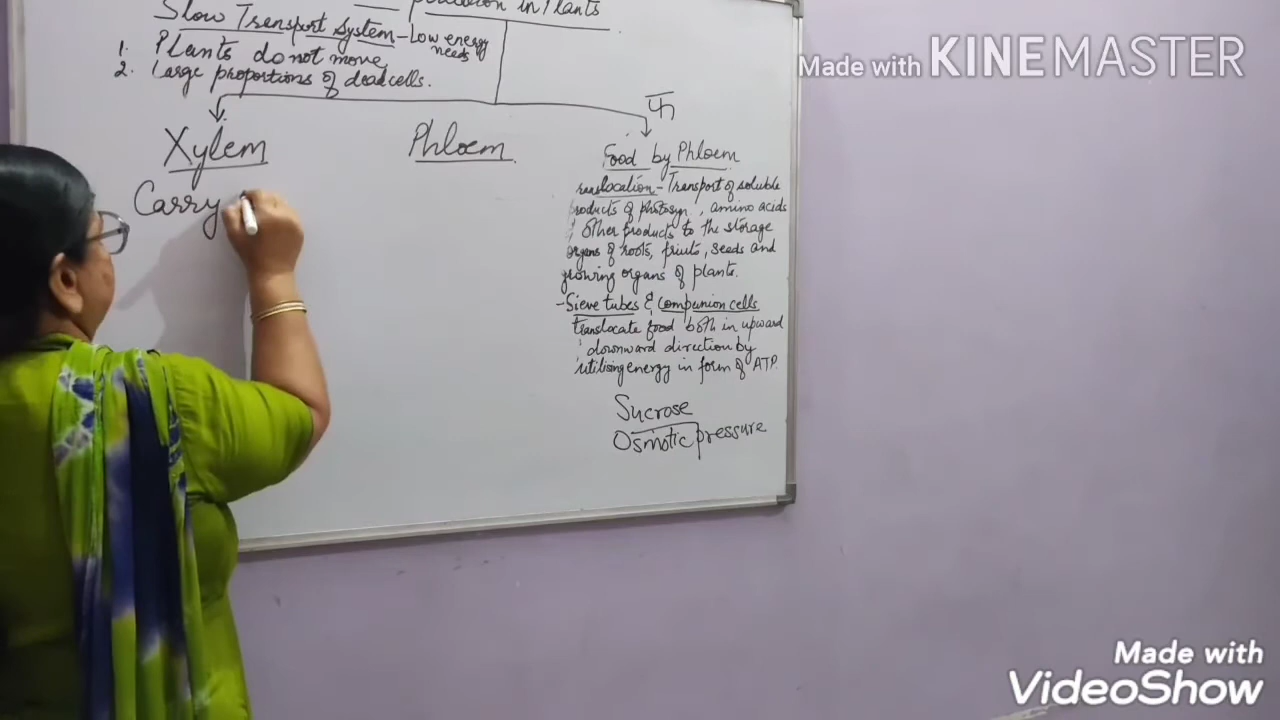 in Plants
Slow Transport System - Low energy needs
1. Plants do not move
2. Large proportions of dead cells.
Xylem
Carry
Phloem
Food by Phloem
Translocation - Transport of soluble
products of photosyn, amino acids
other products to the storage
organs of roots, fruits, seeds and
growing organs of plants.
- Sieve tubes & companion cells
translocate food both in upward
downward direction by
utilising energy in form of ATP.
Sucrose
Osmotic pressure
Made with KINEMASTER
Made with
VideoShow